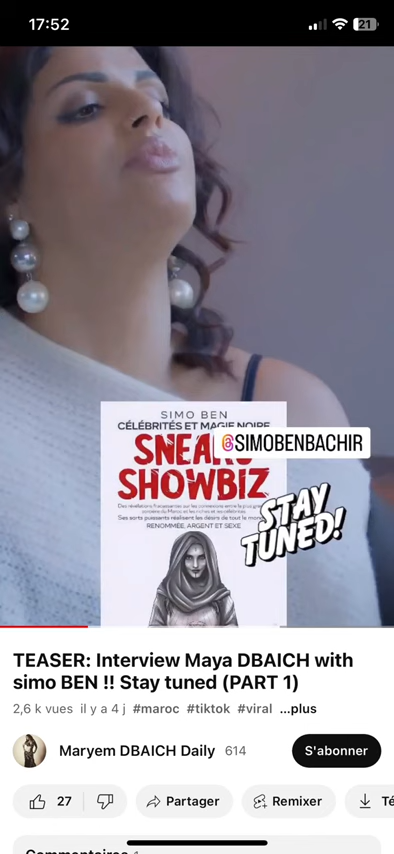 17:52
21
SIMO BEN
CÉLÉBRITÉS ET MAGIE NOIRE
@SIMOBENBACHIR
SHOWBIZ
STAY
TUNED!
RENOMMÉE, ARGENT ET SEXE
TEASER: Interview Maya DBAICH with
simo BEN !! Stay tuned (PART 1)
2,6 k vues il y a 4 j #maroc #tiktok #viral ...plus
Maryem DBAICH Daily 614
S'abonner
27
Partager
Remixer
Té
Commentaires